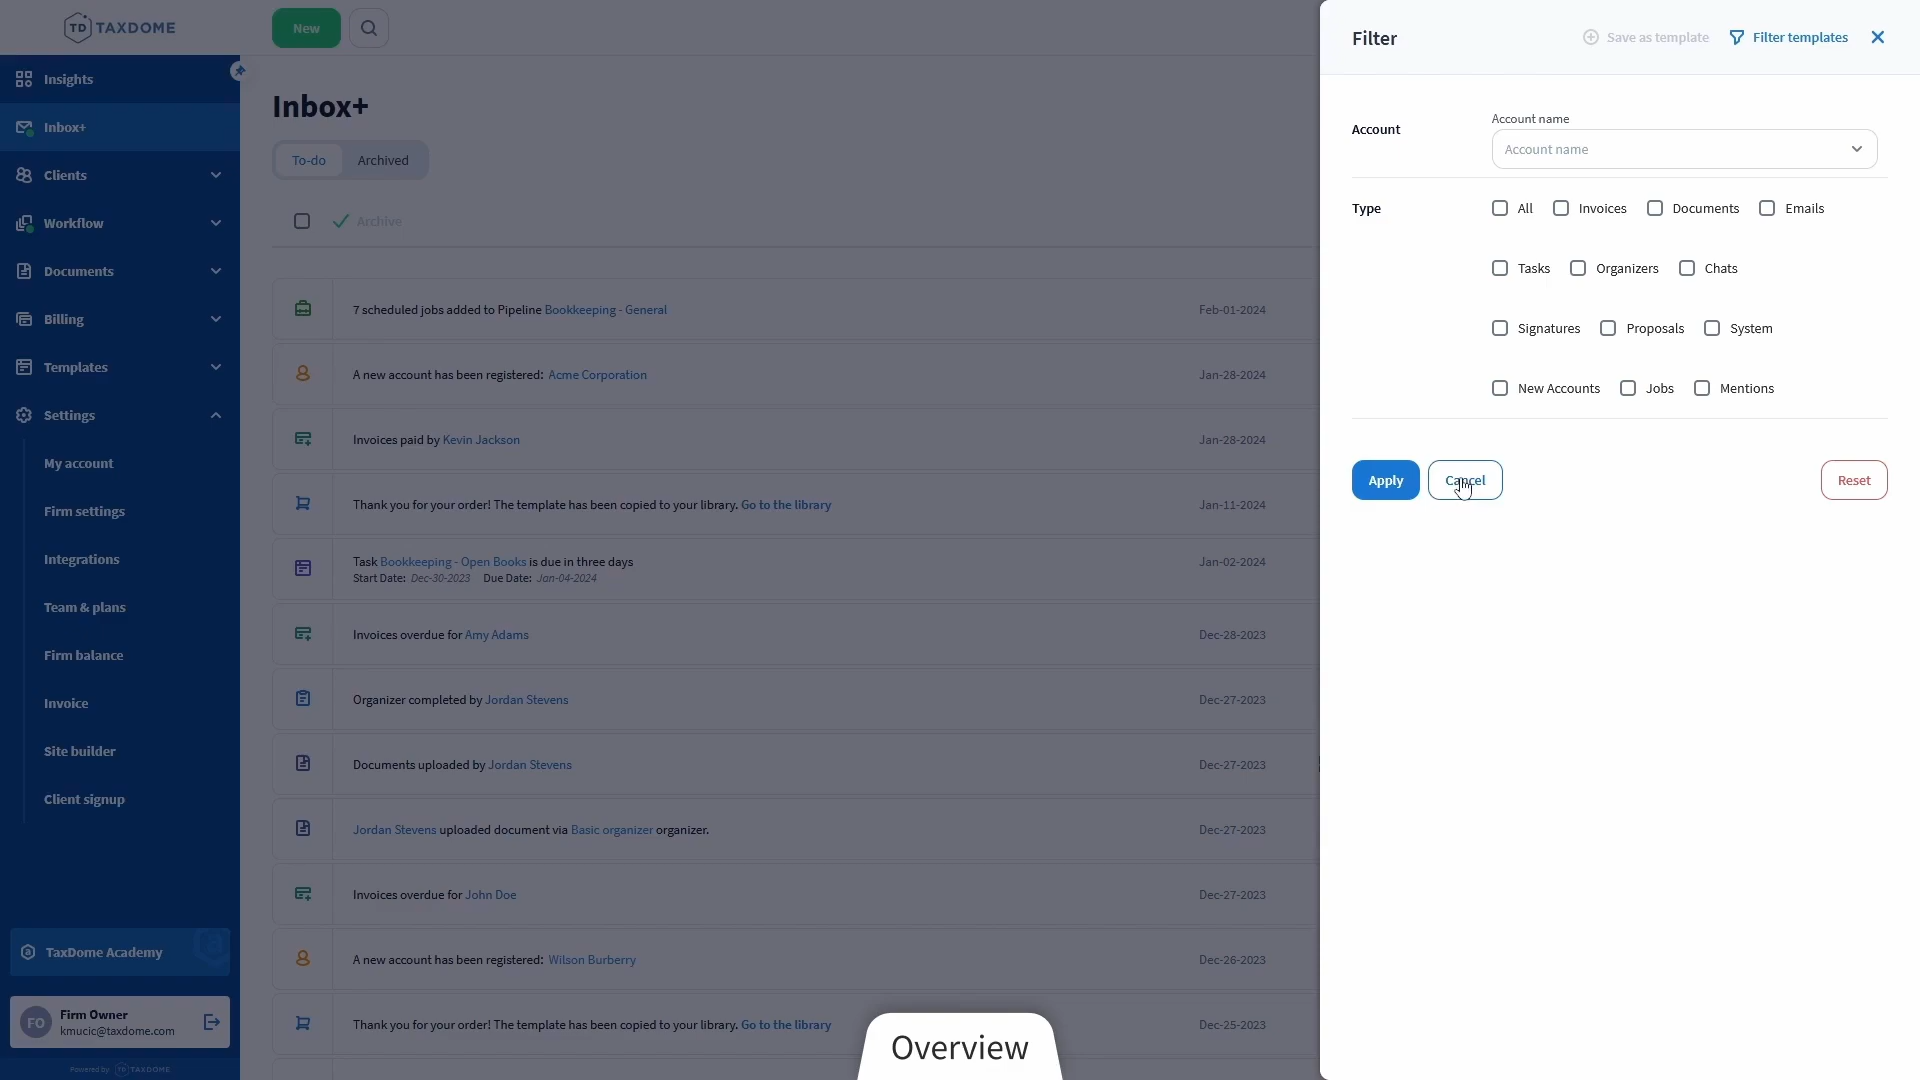 TD TAXDOME
Insights
Inbox+
Clients
Workflow
Documents
Billing
Templates
Settings
My account
Firm settings
Integrations
Team & plans
Firm balance
Invoice
Site builder
Client signup
TaxDome Academy
FO
Firm Owner
kmucic@taxdome.com
Powered by TD TAXDOME
New
Inbox+
To-do Archived
Archive
7 scheduled jobs added to Pipeline Bookkeeping - General Feb-01-2024
A new account has been registered: Acme Corporation Jan-28-2024
Invoices paid by Kevin Jackson Jan-28-2024
Thank you for your order! The template has been copied to your library. Go to the library Jan-11-2024
Task Bookkeeping - Open Books is due in three days Jan-02-2024
Start Date: Dec-30-2023 Due Date: Jan-04-2024
Invoices overdue for Amy Adams Dec-28-2023
Organizer completed by Jordan Stevens Dec-27-2023
Documents uploaded by Jordan Stevens Dec-27-2023
Jordan Stevens uploaded document via Basic organizer organizer. Dec-27-2023
Invoices overdue for John Doe Dec-27-2023
A new account has been registered: Wilson Burberry Dec-26-2023
Thank you for your order! The template has been copied to your library. Go to the library Dec-25-2023
Overview
Filter Save as template Filter templates
Account
Account name
Account name
Type All Invoices Documents Emails
Tasks Organizers Chats
Signatures Proposals System
New Accounts Jobs Mentions
Apply Cancel Reset